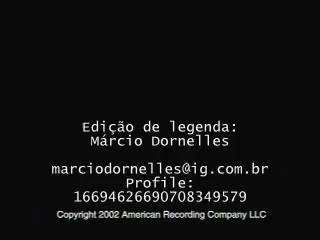 Edição de legenda:
Márcio Dornelles
marciodornelles@ig.com.br
Profile:
16694626690708349579
Copyright 2002 American Recording Company LLC